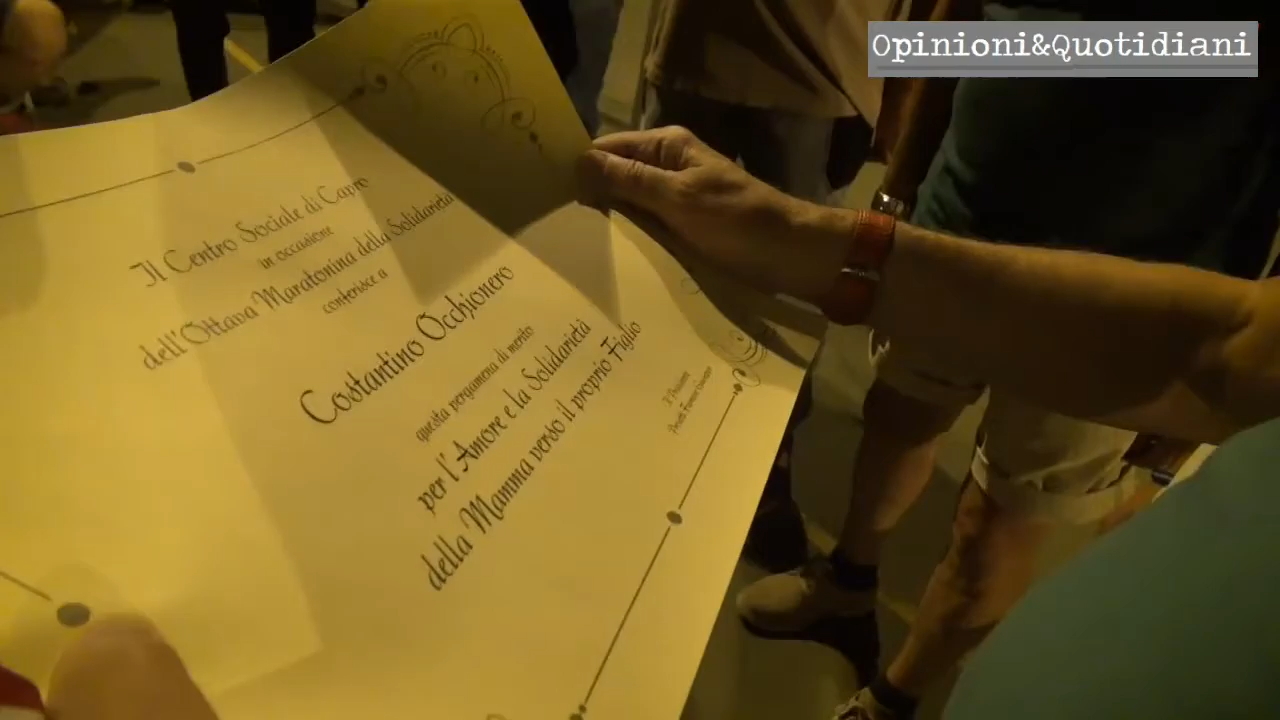 Opinioni&Quotidiani
Il Centro Sociale di Capro
in occasione
dell'Ottava Maratonina della Solidarietà
conferisce a
Costantino Occhionero
questa pergamena di merito
per l'Amore e la Solidarietà
della Mamma verso il proprio Figlio
Il Presidente